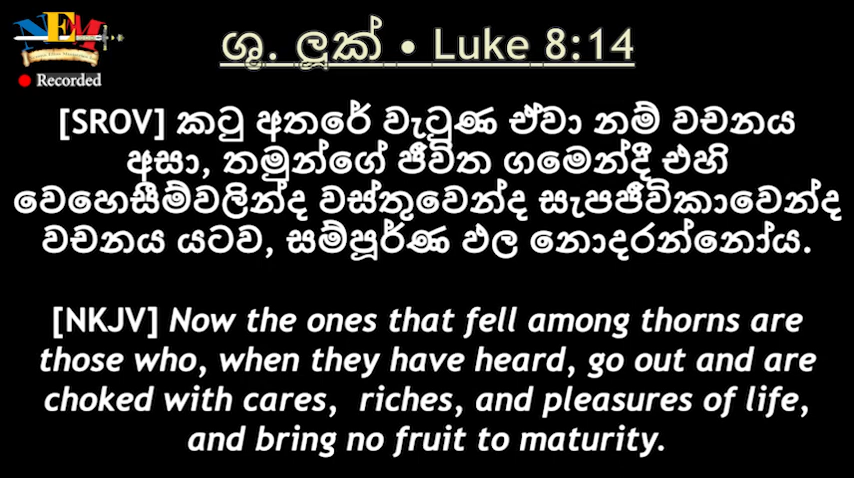 NEM
Recorded
ශු. ලූක් • Luke 8:14
[SROV] කටු අතරේ වැටුණ ඒවා නම් වචනය
අසා, තමුන්ගේ ජීවිත ගමෙන්දී එහි
වෙහෙසීම්වලින්ද වස්තුවෙන්ද සැපජීවිකාවෙන්ද
වචනය යටව, සම්පූර්ණ ඵල නොදරන්නෝය.
[NKJV] Now the ones that fell among thorns are
those who, when they have heard, go out and are
choked with cares, riches, and pleasures of life,
and bring no fruit to maturity.